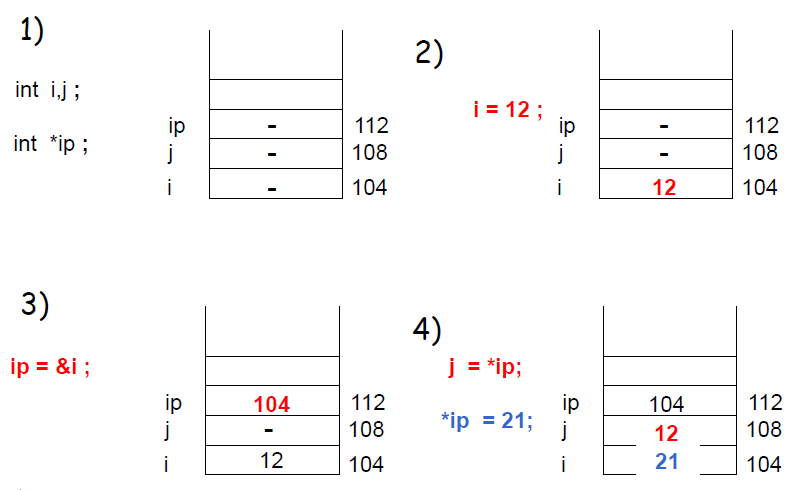 1)
int i,j ;
int *ip ;
ip - 112
j - 108
i - 104
2)
i = 12 ;
ip - 112
j - 108
i 12 104
3)
ip = &i ;
ip 104 112
j - 108
i 12 104
4)
j = *ip;
*ip = 21;
ip 104 112
j 12 108
i 21 104